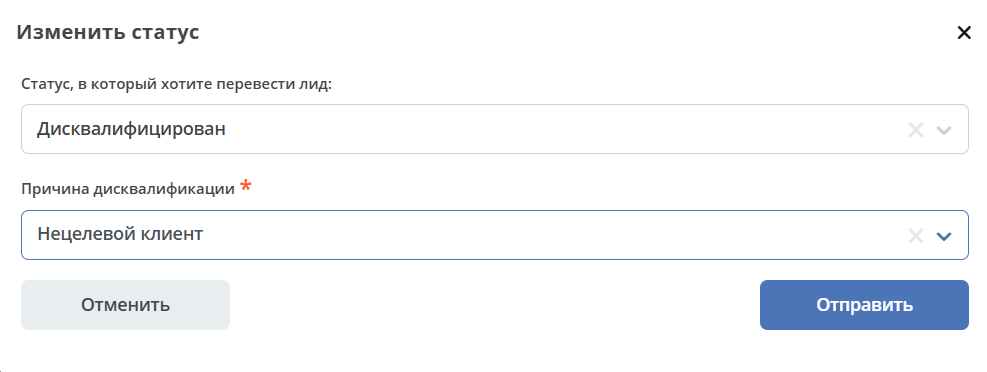 Изменить статус
Статус, в который хотите перевести лид:
Дисквалифицирован
Причина дисквалификации *
Нецелевой клиент
Отменить
Отправить